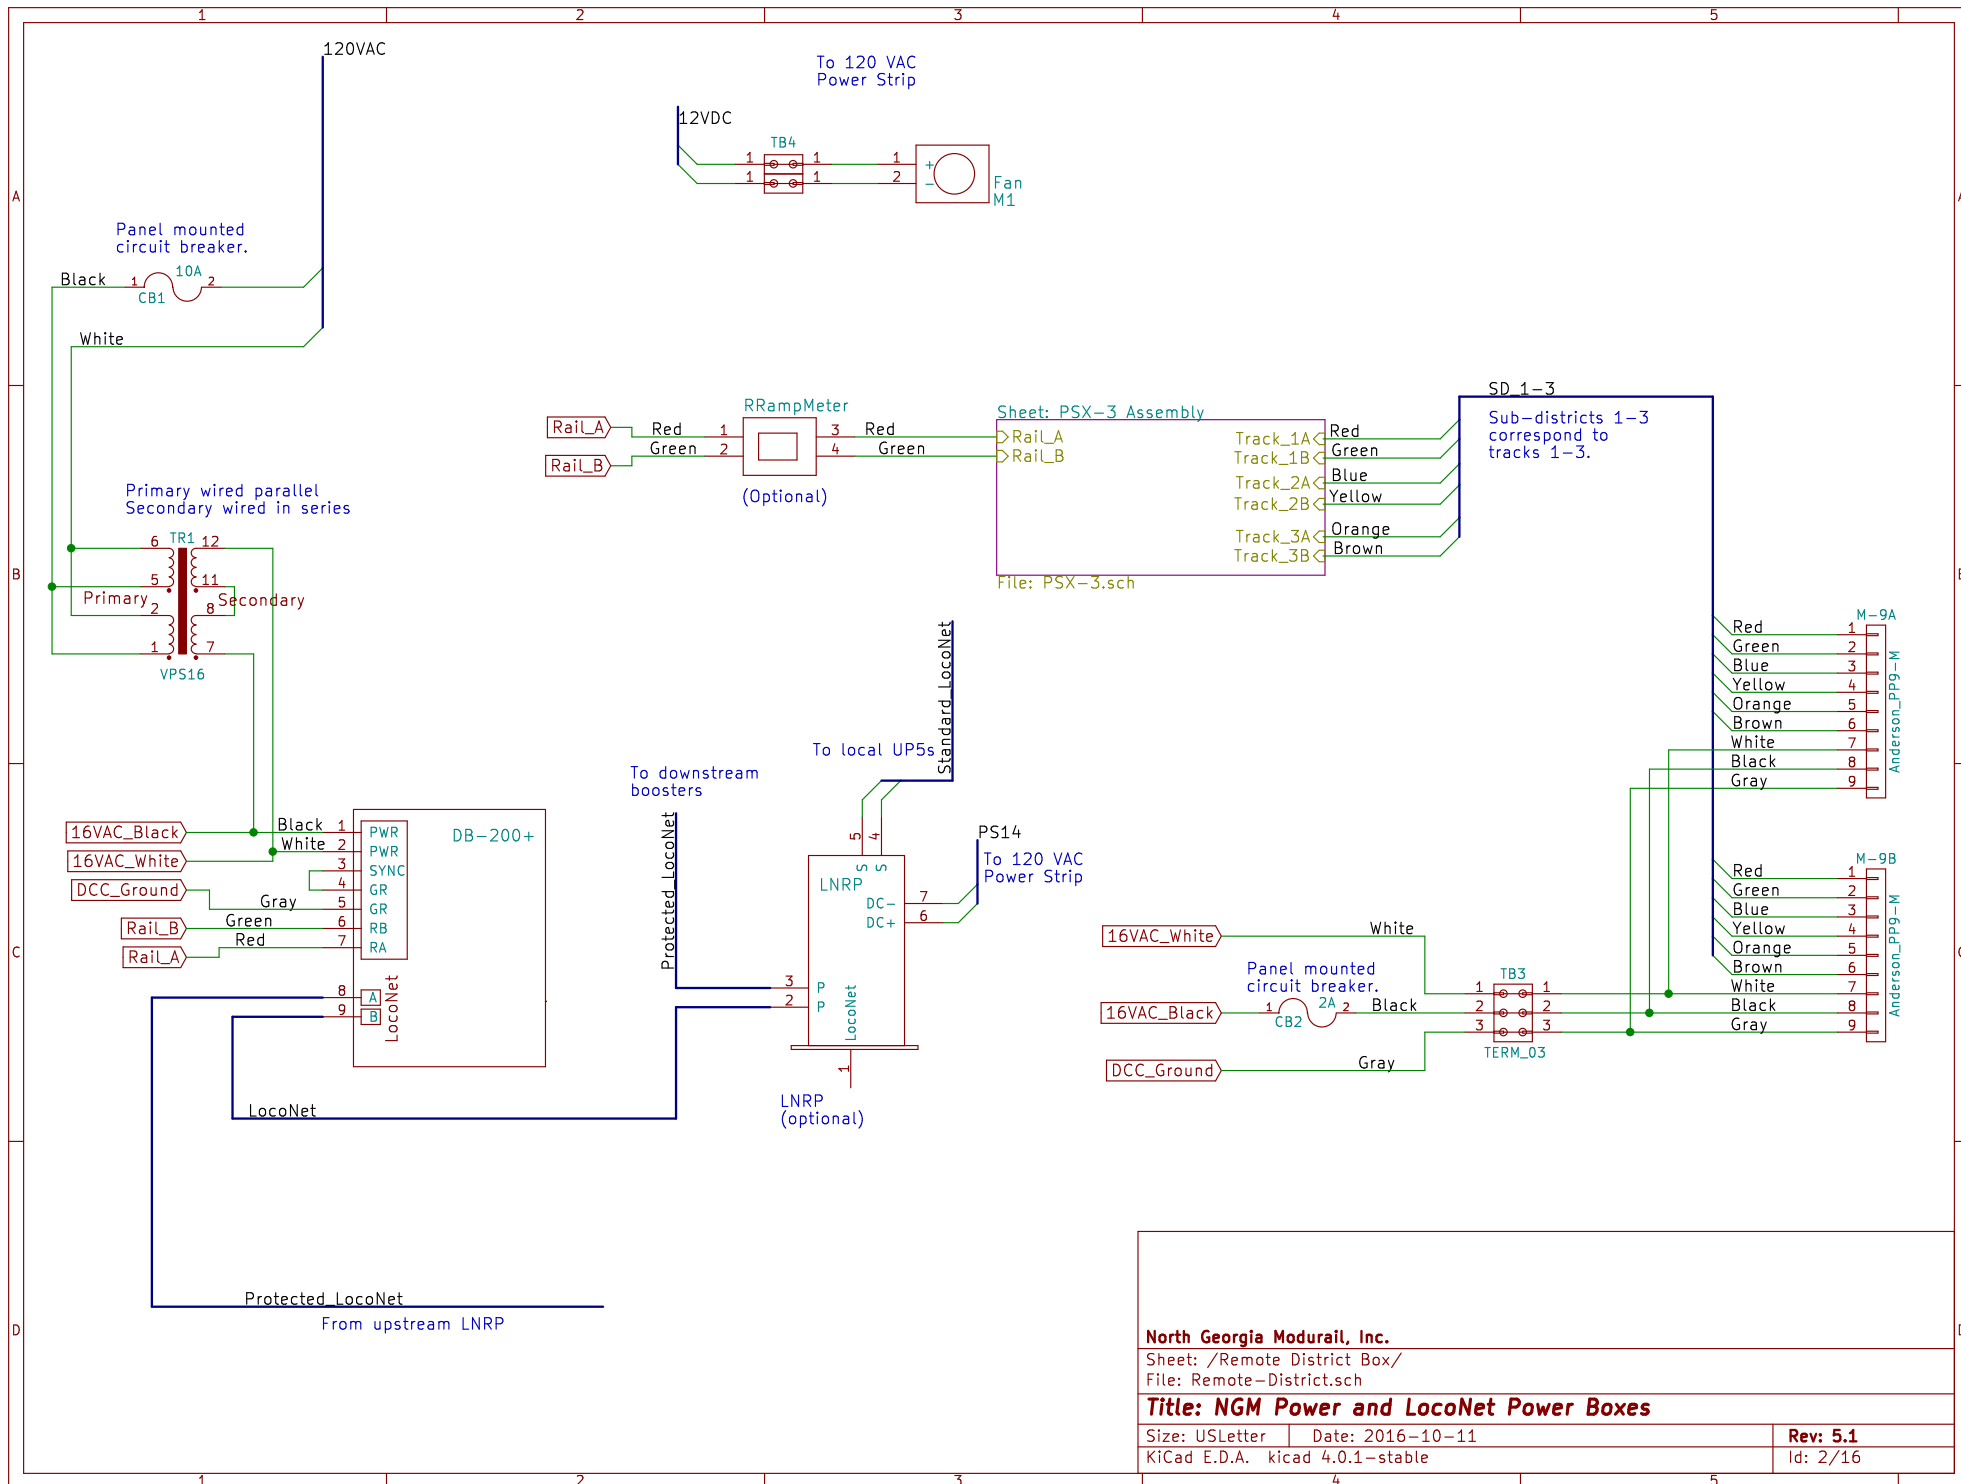 1 2 3 4 5
A
B
C
D
120VAC
To 120 VAC
Power Strip
12VDC
TB4
1 1 1
1 1 2
+
-
Fan
M1
Panel mounted
circuit breaker.
Black
1 10A 2
CB1
White
Primary wired parallel
Secondary wired in series
TR1
6 12
5 11
Primary Secondary
2 8
1 7
VPS16
RRampMeter
Rail_A Red 1 3 Red
Rail_B Green 2 4 Green
(Optional)
Sheet: PSX-3 Assembly
Rail_A
Rail_B
Track_1A Red
Track_1B Green
Track_2A Blue
Track_2B Yellow
Track_3A Orange
Track_3B Brown
File: PSX-3.sch
SD_1-3
Sub-districts 1-3
correspond to
tracks 1-3.
M-9A
Red 1
Green 2
Blue 3
Yellow 4
Orange 5
Brown 6
White 7
Black 8
Gray 9
Anderson_PP9-M
16VAC_Black Black 1 PWR
16VAC_White White 2 PWR
3 SYNC
DCC_Ground 4 GR
Gray 5 GR
Rail_B Green 6 RB
Rail_A Red 7 RA
DB-200+
8 A
9 B
LocoNet
LocoNet
Protected_LocoNet
From upstream LNRP
To downstream
boosters
Protected_LocoNet
To local UP5s
Standard_LocoNet
5 4
S S
LNRP
DC- 7
DC+ 6
3 P
2 P
LocoNet
1
LNRP
(optional)
PS14
To 120 VAC
Power Strip
16VAC_White White
Panel mounted
circuit breaker.
16VAC_Black 1 2A 2 Black
CB2
DCC_Ground Gray
TB3
1 1
2 2
3 3
TERM_03
M-9B
Red 1
Green 2
Blue 3
Yellow 4
Orange 5
Brown 6
White 7
Black 8
Gray 9
Anderson_PP9-M
North Georgia Modurail, Inc.
Sheet: /Remote District Box/
File: Remote-District.sch
Title: NGM Power and LocoNet Power Boxes
Size: USLetter Date: 2016-10-11 Rev: 5.1
KiCad E.D.A. kicad 4.0.1-stable Id: 2/16
1 2 3 4 5